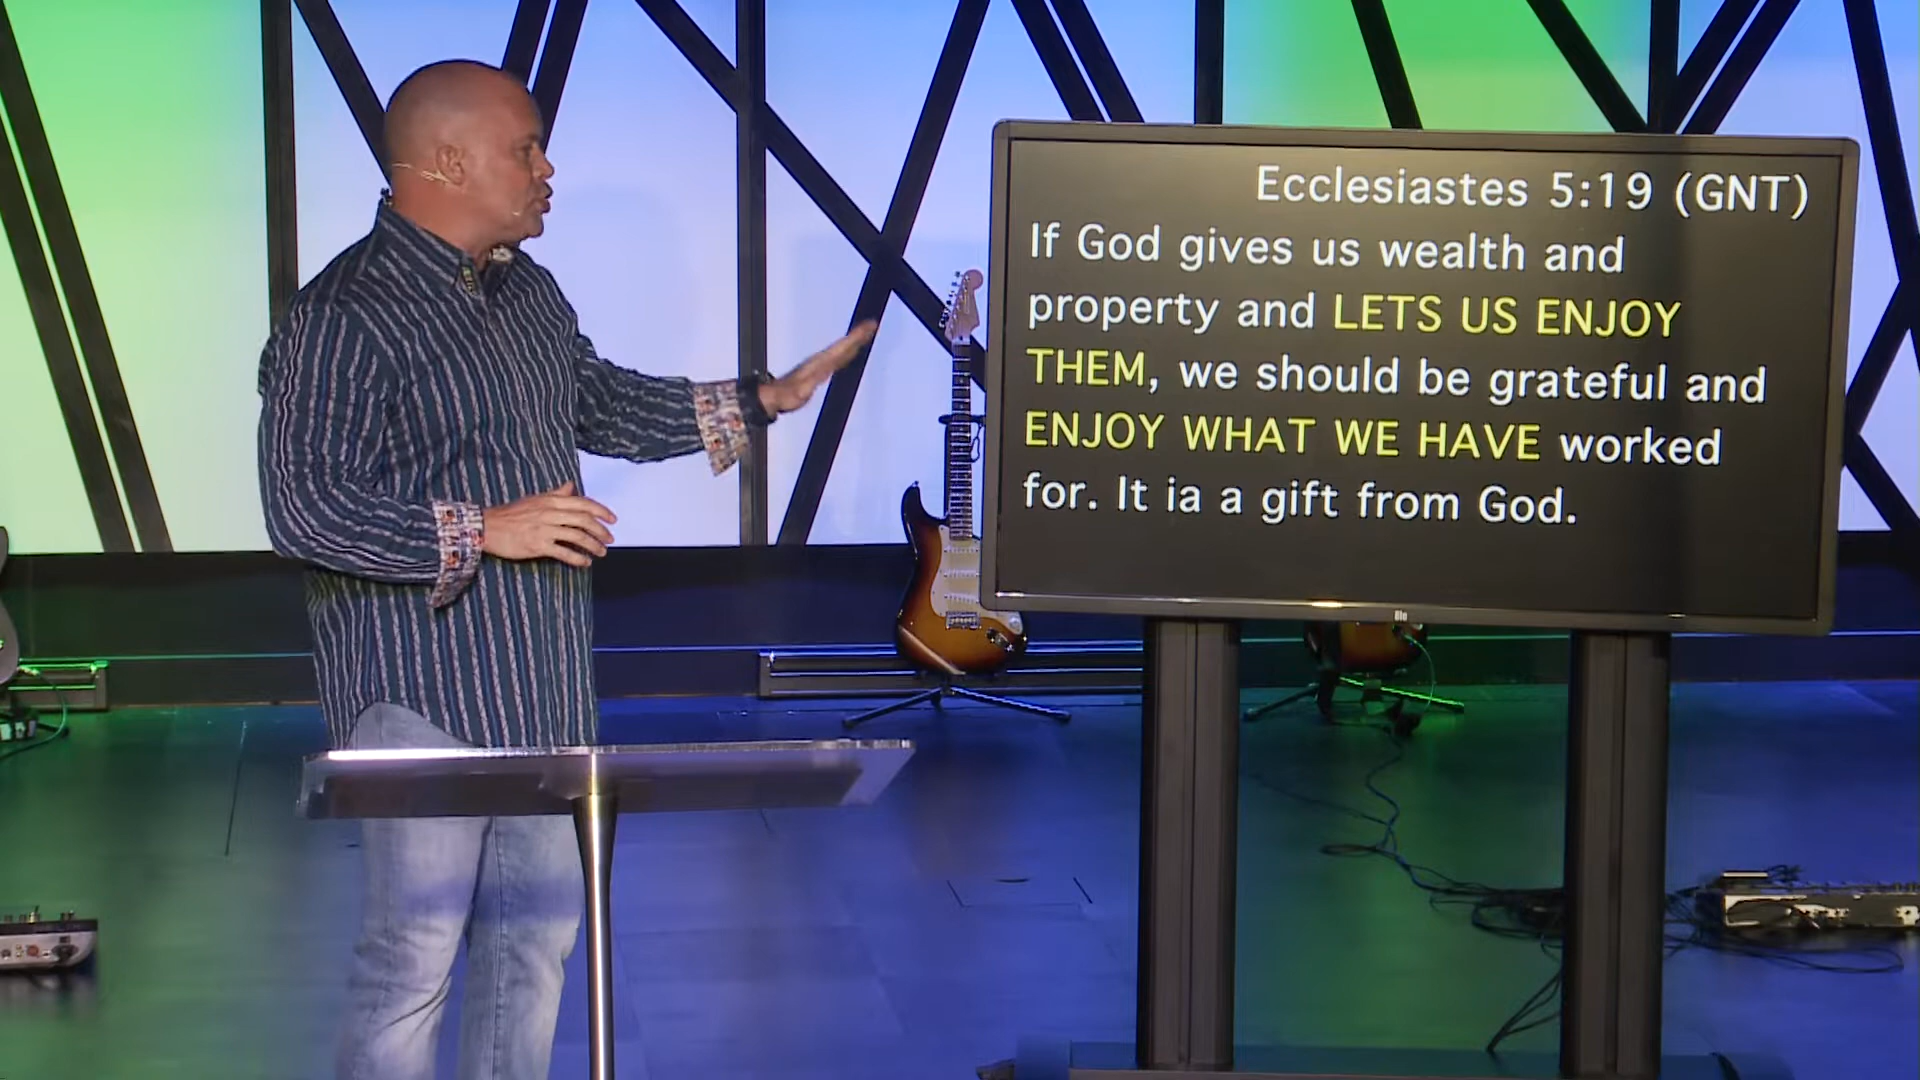 Ecclesiastes 5:19 (GNT)
If God gives us wealth and
property and LETS US ENJOY
THEM, we should be grateful and
ENJOY WHAT WE HAVE worked
for. It ia a gift from God.
elo